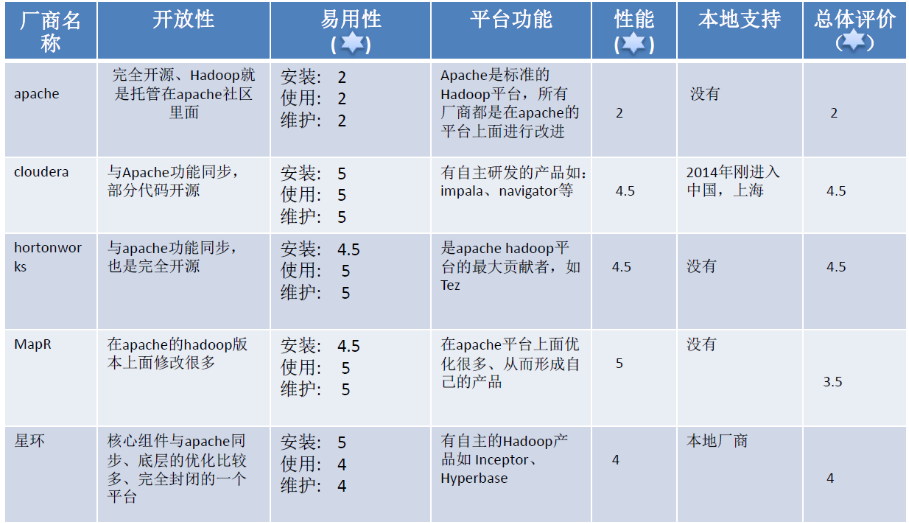 厂商名
称
开放性
易用性
( )
平台功能
性能
( )
本地支持
总体评价
( )
apache
完全开源、Hadoop就
是托管在apache社区
里面
安装: 2
使用: 2
维护: 2
Apache是标准的
Hadoop平台，所有
厂商都是在apache的
平台上面进行改进
2
没有
2
cloudera
与Apache功能同步，
部分代码开源
安装: 5
使用: 5
维护: 5
有自主研发的产品如：
impala、navigator等
4.5
2014年刚进入
中国，上海
4.5
hortonwor
ks
与apache功能同步，
也是完全开源
安装: 4.5
使用: 5
维护: 5
是apache hadoop平
台的最大贡献者，如
Tez
4.5
没有
4.5
MapR
在apache的hadoop版
本上面修改很多
安装: 4.5
使用: 5
维护: 5
在apache平台上面优
化很多、从而形成自
己的产品
5
没有
3.5
星环
核心组件与apache同
步、底层的优化比较
多、完全封闭的一个
平台
安装: 5
使用: 4
维护: 4
有自主的Hadoop产
品如 Inceptor、
Hyperbase
4
本地厂商
4